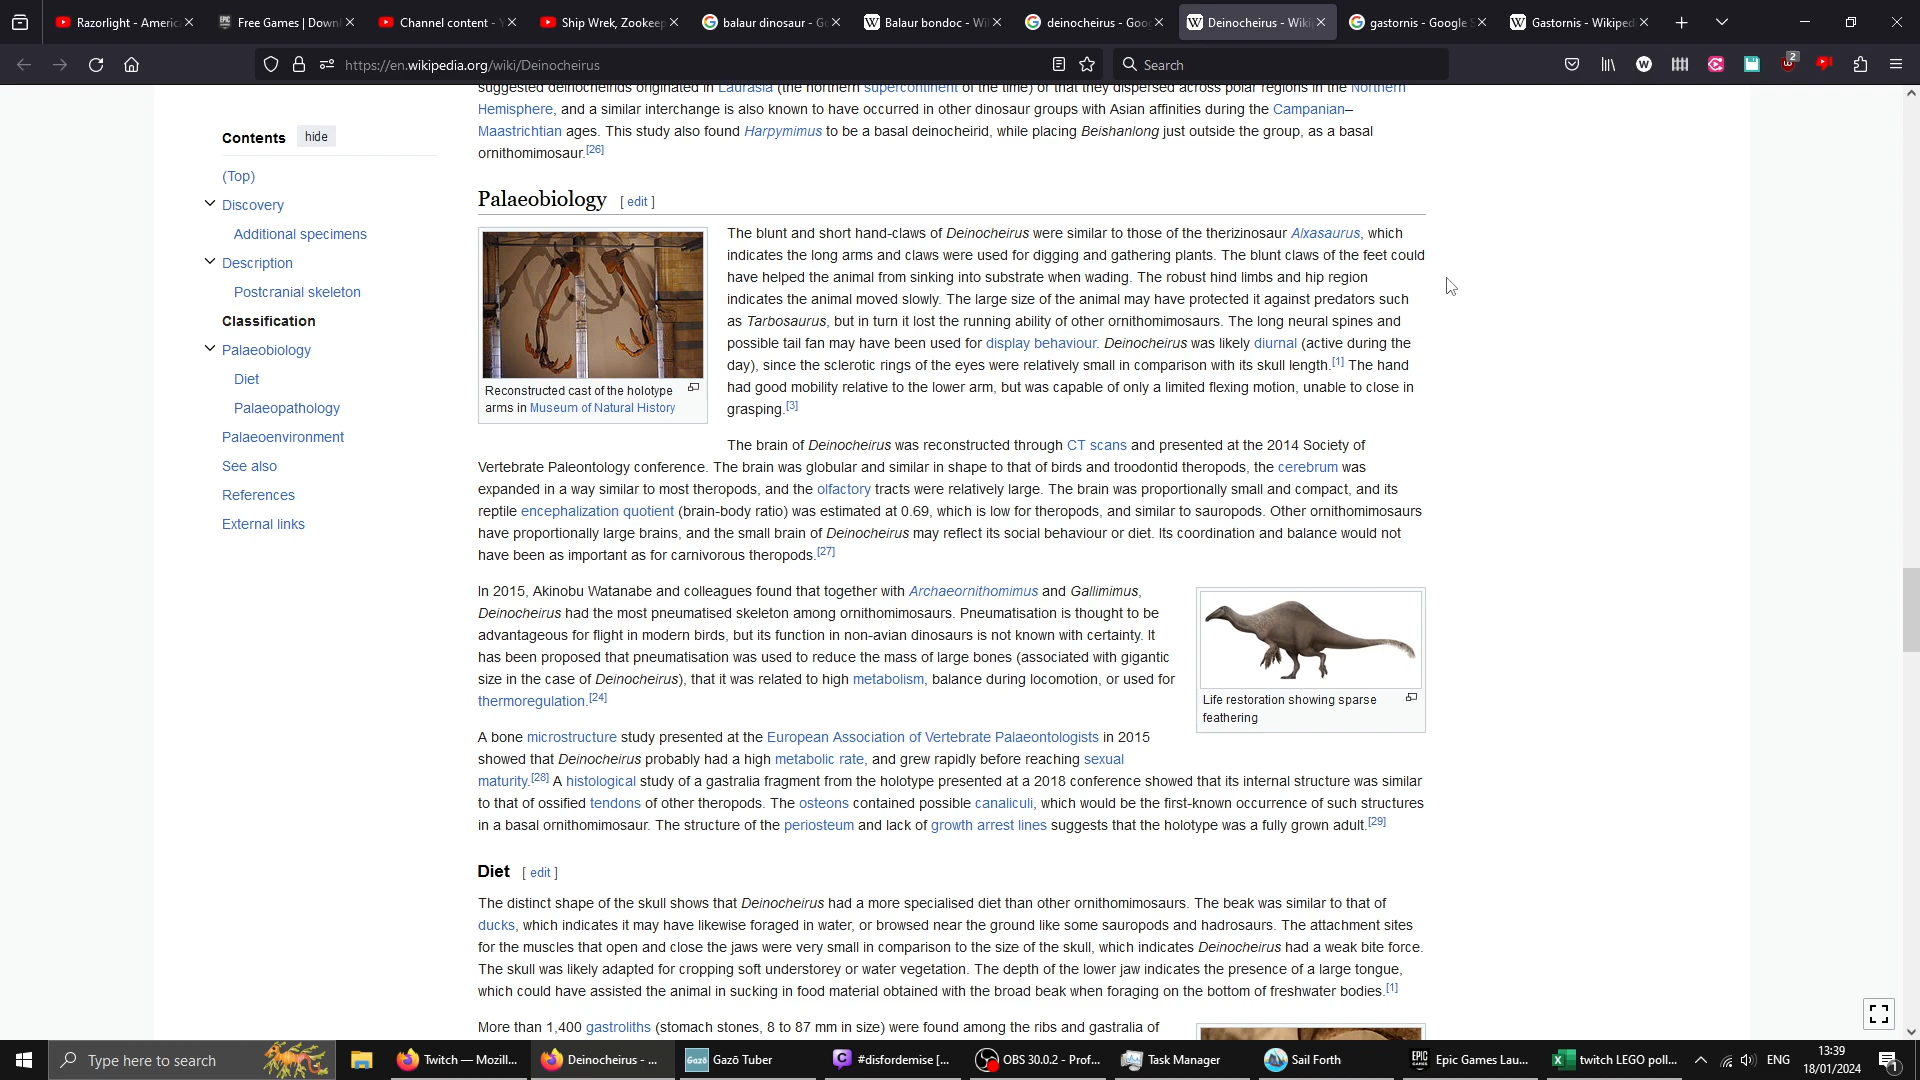 Razorlight - Americ
Free Games | Down
Channel content - Y
Ship Wrek, Zookeep
balaur dinosaur - Go
Balaur bondoc - Wi
deinocheirus - Goog
Deinocheirus - Wiki
gastornis - Google S
Gastornis - Wikiped
https://en.wikipedia.org/wiki/Deinocheirus
Search
2
suggested deinocheirids originated in Laurasia (the northern supercontinent of the time) or that they dispersed across polar regions in the Northern
Hemisphere, and a similar interchange is also known to have occurred in other dinosaur groups with Asian affinities during the Campanian–
Maastrichtian ages. This study also found Harpymimus to be a basal deinocheirid, while placing Beishanlong just outside the group, as a basal
ornithomimosaur.[26]
Contents hide
(Top)
Discovery
Additional specimens
Description
Postcranial skeleton
Classification
Palaeobiology
Diet
Palaeopathology
Palaeoenvironment
See also
References
External links
Palaeobiology [ edit ]
Reconstructed cast of the holotype
arms in Museum of Natural History
The blunt and short hand-claws of Deinocheirus were similar to those of the therizinosaur Alxasaurus, which
indicates the long arms and claws were used for digging and gathering plants. The blunt claws of the feet could
have helped the animal from sinking into substrate when wading. The robust hind limbs and hip region
indicates the animal moved slowly. The large size of the animal may have protected it against predators such
as Tarbosaurus, but in turn it lost the running ability of other ornithomimosaurs. The long neural spines and
possible tail fan may have been used for display behaviour. Deinocheirus was likely diurnal (active during the
day), since the sclerotic rings of the eyes were relatively small in comparison with its skull length.[1] The hand
had good mobility relative to the lower arm, but was capable of only a limited flexing motion, unable to close in
grasping.[3]
The brain of Deinocheirus was reconstructed through CT scans and presented at the 2014 Society of
Vertebrate Paleontology conference. The brain was globular and similar in shape to that of birds and troodontid theropods, the cerebrum was
expanded in a way similar to most theropods, and the olfactory tracts were relatively large. The brain was proportionally small and compact, and its
reptile encephalization quotient (brain-body ratio) was estimated at 0.69, which is low for theropods, and similar to sauropods. Other ornithomimosaurs
have proportionally large brains, and the small brain of Deinocheirus may reflect its social behaviour or diet. Its coordination and balance would not
have been as important as for carnivorous theropods.[27]
In 2015, Akinobu Watanabe and colleagues found that together with Archaeornithomimus and Gallimimus,
Deinocheirus had the most pneumatised skeleton among ornithomimosaurs. Pneumatisation is thought to be
advantageous for flight in modern birds, but its function in non-avian dinosaurs is not known with certainty. It
has been proposed that pneumatisation was used to reduce the mass of large bones (associated with gigantic
size in the case of Deinocheirus), that it was related to high metabolism, balance during locomotion, or used for
thermoregulation.[24]
Life restoration showing sparse
feathering
A bone microstructure study presented at the European Association of Vertebrate Palaeontologists in 2015
showed that Deinocheirus probably had a high metabolic rate, and grew rapidly before reaching sexual
maturity.[28] A histological study of a gastralia fragment from the holotype presented at a 2018 conference showed that its internal structure was similar
to that of ossified tendons of other theropods. The osteons contained possible canaliculi, which would be the first-known occurrence of such structures
in a basal ornithomimosaur. The structure of the periosteum and lack of growth arrest lines suggests that the holotype was a fully grown adult.[29]
Diet [ edit ]
The distinct shape of the skull shows that Deinocheirus had a more specialised diet than other ornithomimosaurs. The beak was similar to that of
ducks, which indicates it may have likewise foraged in water, or browsed near the ground like some sauropods and hadrosaurs. The attachment sites
for the muscles that open and close the jaws were very small in comparison to the size of the skull, which indicates Deinocheirus had a weak bite force.
The skull was likely adapted for cropping soft understorey or water vegetation. The depth of the lower jaw indicates the presence of a large tongue,
which could have assisted the animal in sucking in food material obtained with the broad beak when foraging on the bottom of freshwater bodies.[1]
More than 1,400 gastroliths (stomach stones, 8 to 87 mm in size) were found among the ribs and gastralia of
Type here to search
Twitch — Mozill...
Deinocheirus - ...
Gazō Tuber
#disfordemise [...
OBS 30.0.2 - Prof...
Task Manager
Sail Forth
Epic Games Lau...
twitch LEGO poll...
ENG
13:39
18/01/2024
1